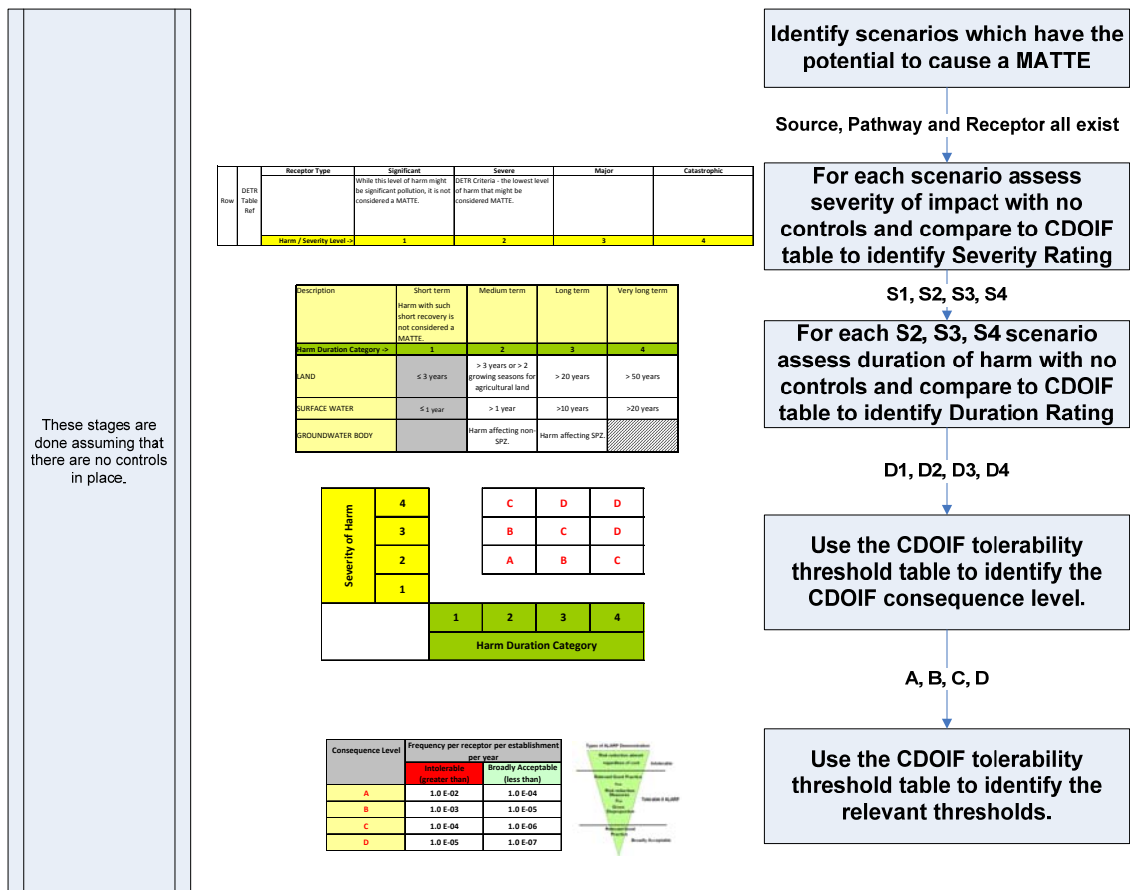 These stages are
done assuming that
there are no controls
in place.
Row
DETR
Table
Ref
Receptor Type
Significant
Severe
Major
Catastrophic
While this level of harm might
be significant pollution, it is not
considered a MATTE.
DETR Criteria - the lowest level
of harm that might be
considered MATTE.
Harm / Severity Level ->
1
2
3
4
Description
Short term
Medium term
Long term
Very long term
Harm with such
short recovery is
not considered a
MATTE.
Harm Duration Category ->
1
2
3
4
LAND
≤ 3 years
> 3 years or > 2
growing seasons for
agricultural land
> 20 years
> 50 years
SURFACE WATER
≤ 1 year
> 1 year
>10 years
>20 years
GROUNDWATER BODY
Harm affecting non-
SPZ.
Harm affecting SPZ.
Severity of Harm
4
C
D
D
3
B
C
D
2
A
B
C
1
1
2
3
4
Harm Duration Category
Consequence Level
Frequency per receptor per establishment
per year
Intolerable
(greater than)
Broadly Acceptable
(less than)
A
1.0 E-02
1.0 E-04
B
1.0 E-03
1.0 E-05
C
1.0 E-04
1.0 E-06
D
1.0 E-05
1.0 E-07
Types of ALARP Demonstration
Intolerable
Tolerable if ALARP
Broadly Acceptable
Identify scenarios which have the
potential to cause a MATTE
Source, Pathway and Receptor all exist
For each scenario assess
severity of impact with no
controls and compare to CDOIF
table to identify Severity Rating
S1, S2, S3, S4
For each S2, S3, S4 scenario
assess duration of harm with no
controls and compare to CDOIF
table to identify Duration Rating
D1, D2, D3, D4
Use the CDOIF tolerability
threshold table to identify the
CDOIF consequence level.
A, B, C, D
Use the CDOIF tolerability
threshold table to identify the
relevant thresholds.